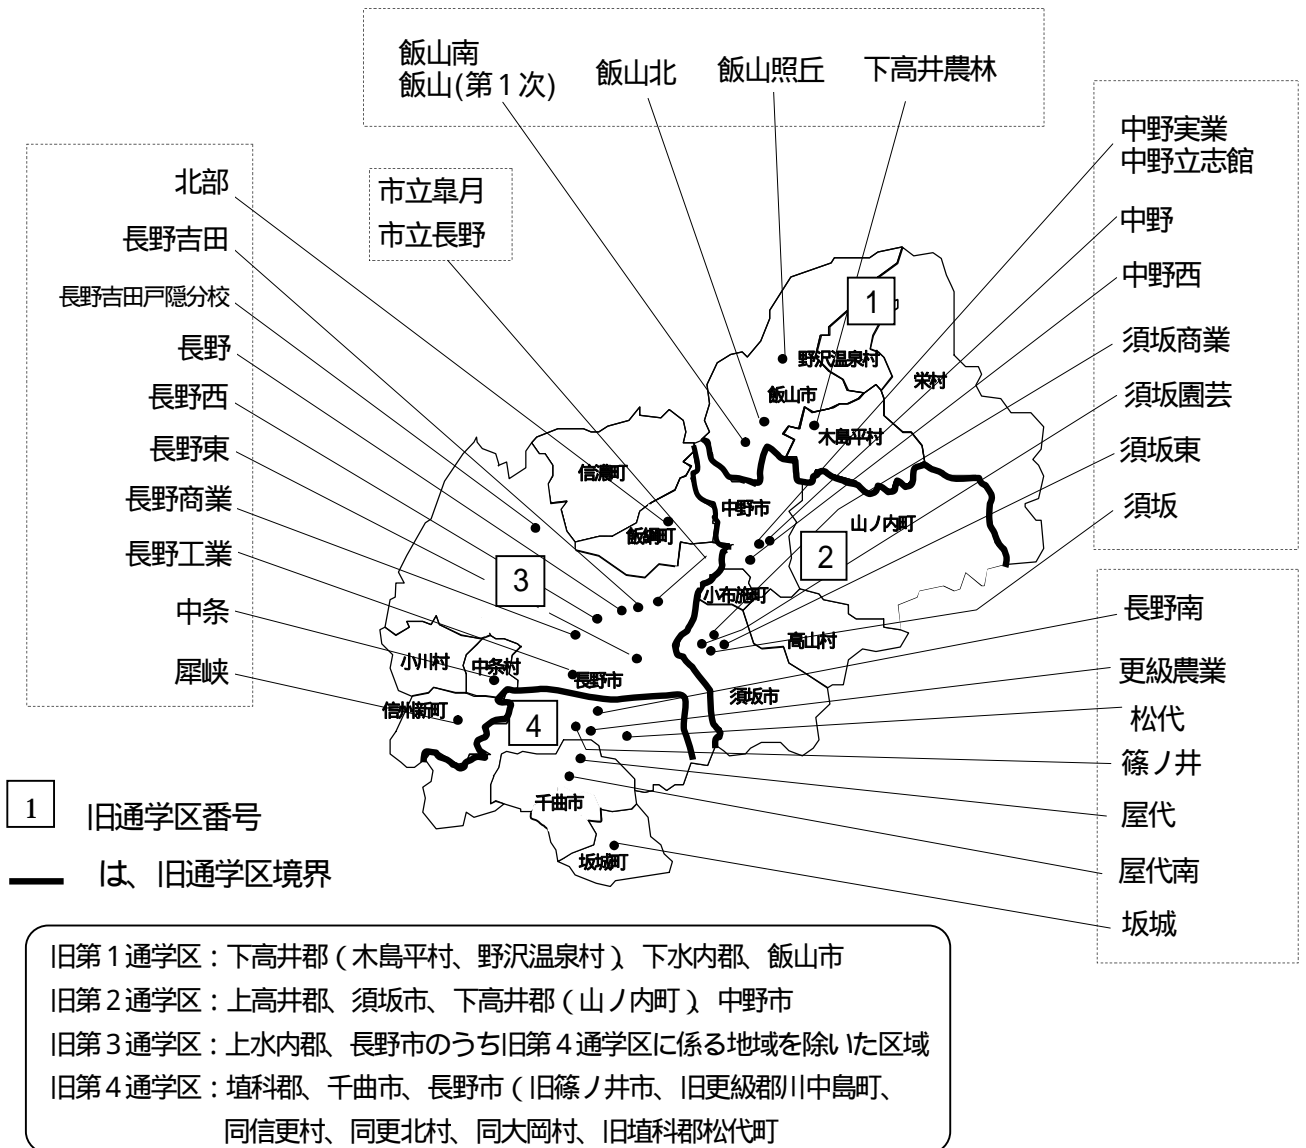 飯山南
飯山(第1次)
飯山北
飯山照丘
下高井農林
中野実業
中野立志館
中野
中野西
須坂商業
須坂園芸
須坂東
須坂
北部
長野吉田
長野吉田戸隠分校
長野
長野西
長野東
長野商業
長野工業
中条
犀峡
市立皐月
市立長野
1
野沢温泉村
栄村
飯山市
木島平村
信濃町
中野市
山ノ内町
飯綱町
2
3
小布施町
高山村
小川村
中条村
長野市
須坂市
信州新町
4
千曲市
坂城町
長野南
更級農業
松代
篠ノ井
屋代
屋代南
坂城
1 旧通学区番号
は、旧通学区境界
旧第1通学区:下高井郡(木島平村、野沢温泉村)、下水内郡、飯山市
旧第2通学区:上高井郡、須坂市、下高井郡(山ノ内町)、中野市
旧第3通学区:上水内郡、長野市のうち旧第4通学区に係る地域を除いた区域
旧第4通学区:埴科郡、千曲市、長野市(旧篠ノ井市、旧更級郡川中島町、
同信更村、同更北村、同大岡村、旧埴科郡松代町